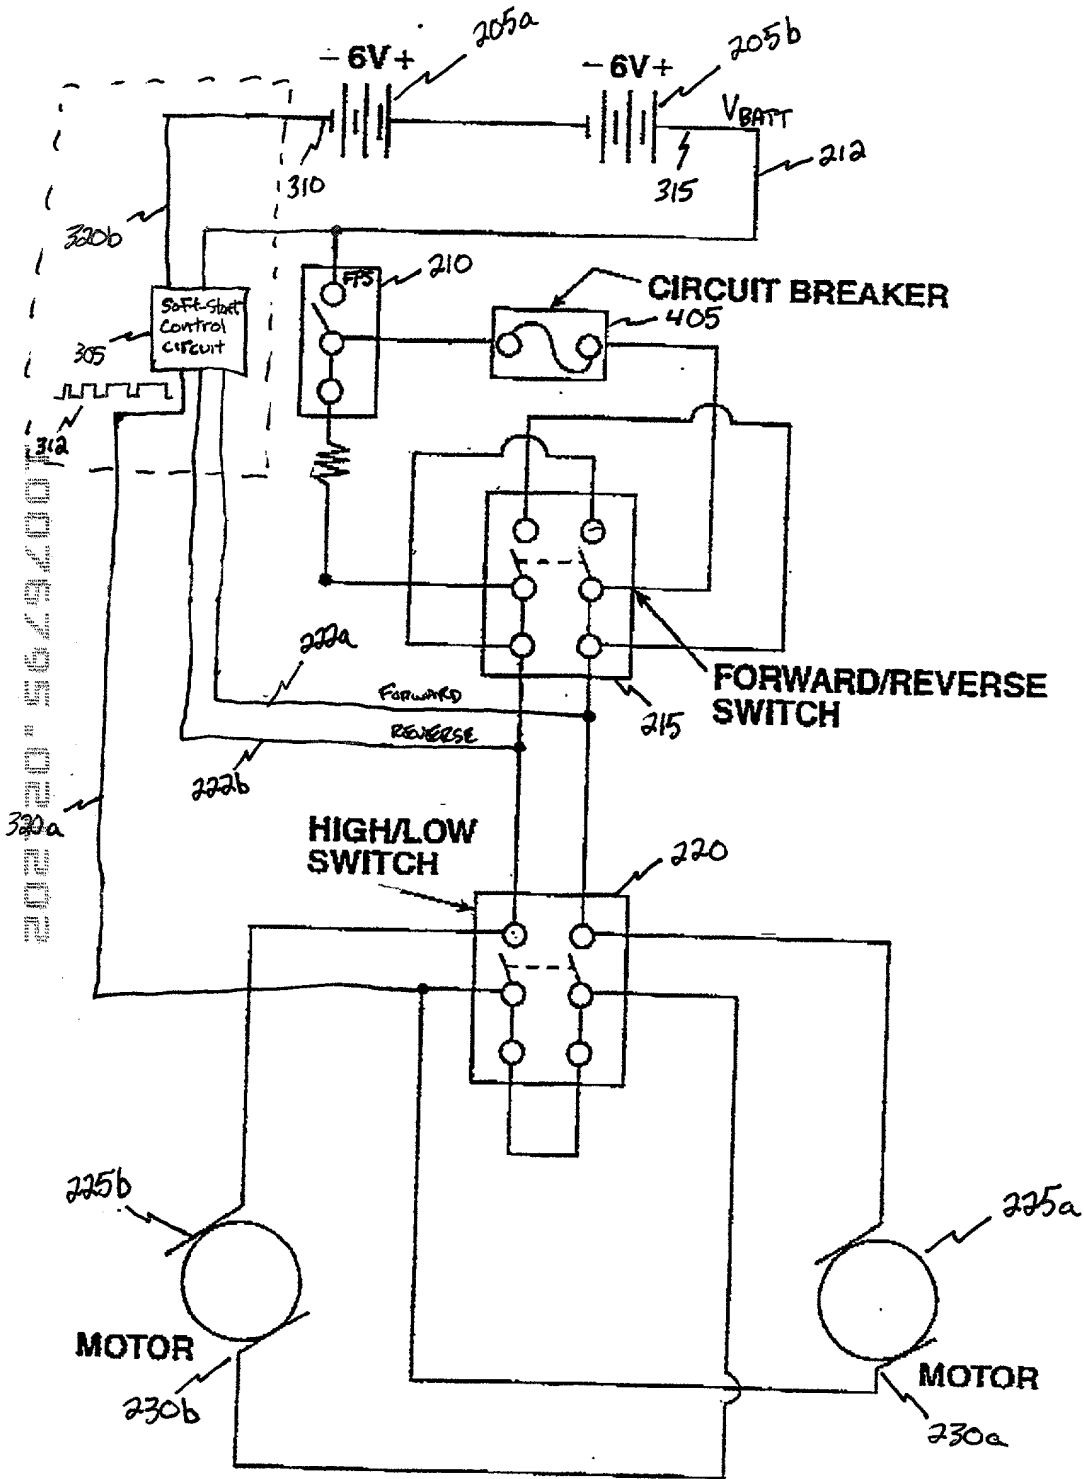 205a
205b
- 6V +
- 6V +
VBATT
212
310
315
320b
FPS
210
CIRCUIT BREAKER
405
Soft-Start
Control
Circuit
305
312
222a
FORWARD
REVERSE
222b
FORWARD/REVERSE
SWITCH
215
320a
HIGH/LOW
SWITCH
220
225b
225a
MOTOR
MOTOR
230b
230a